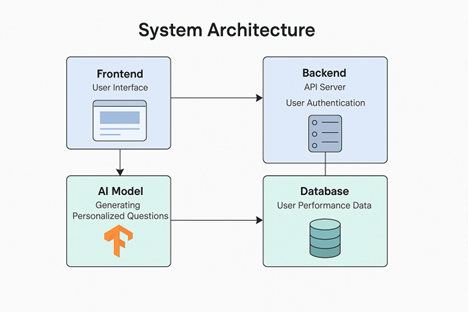 System Architecture
Frontend
User Interface
Backend
API Server
User Authentication
AI Model
Generating
Personalized Questions
Database
User Performance Data